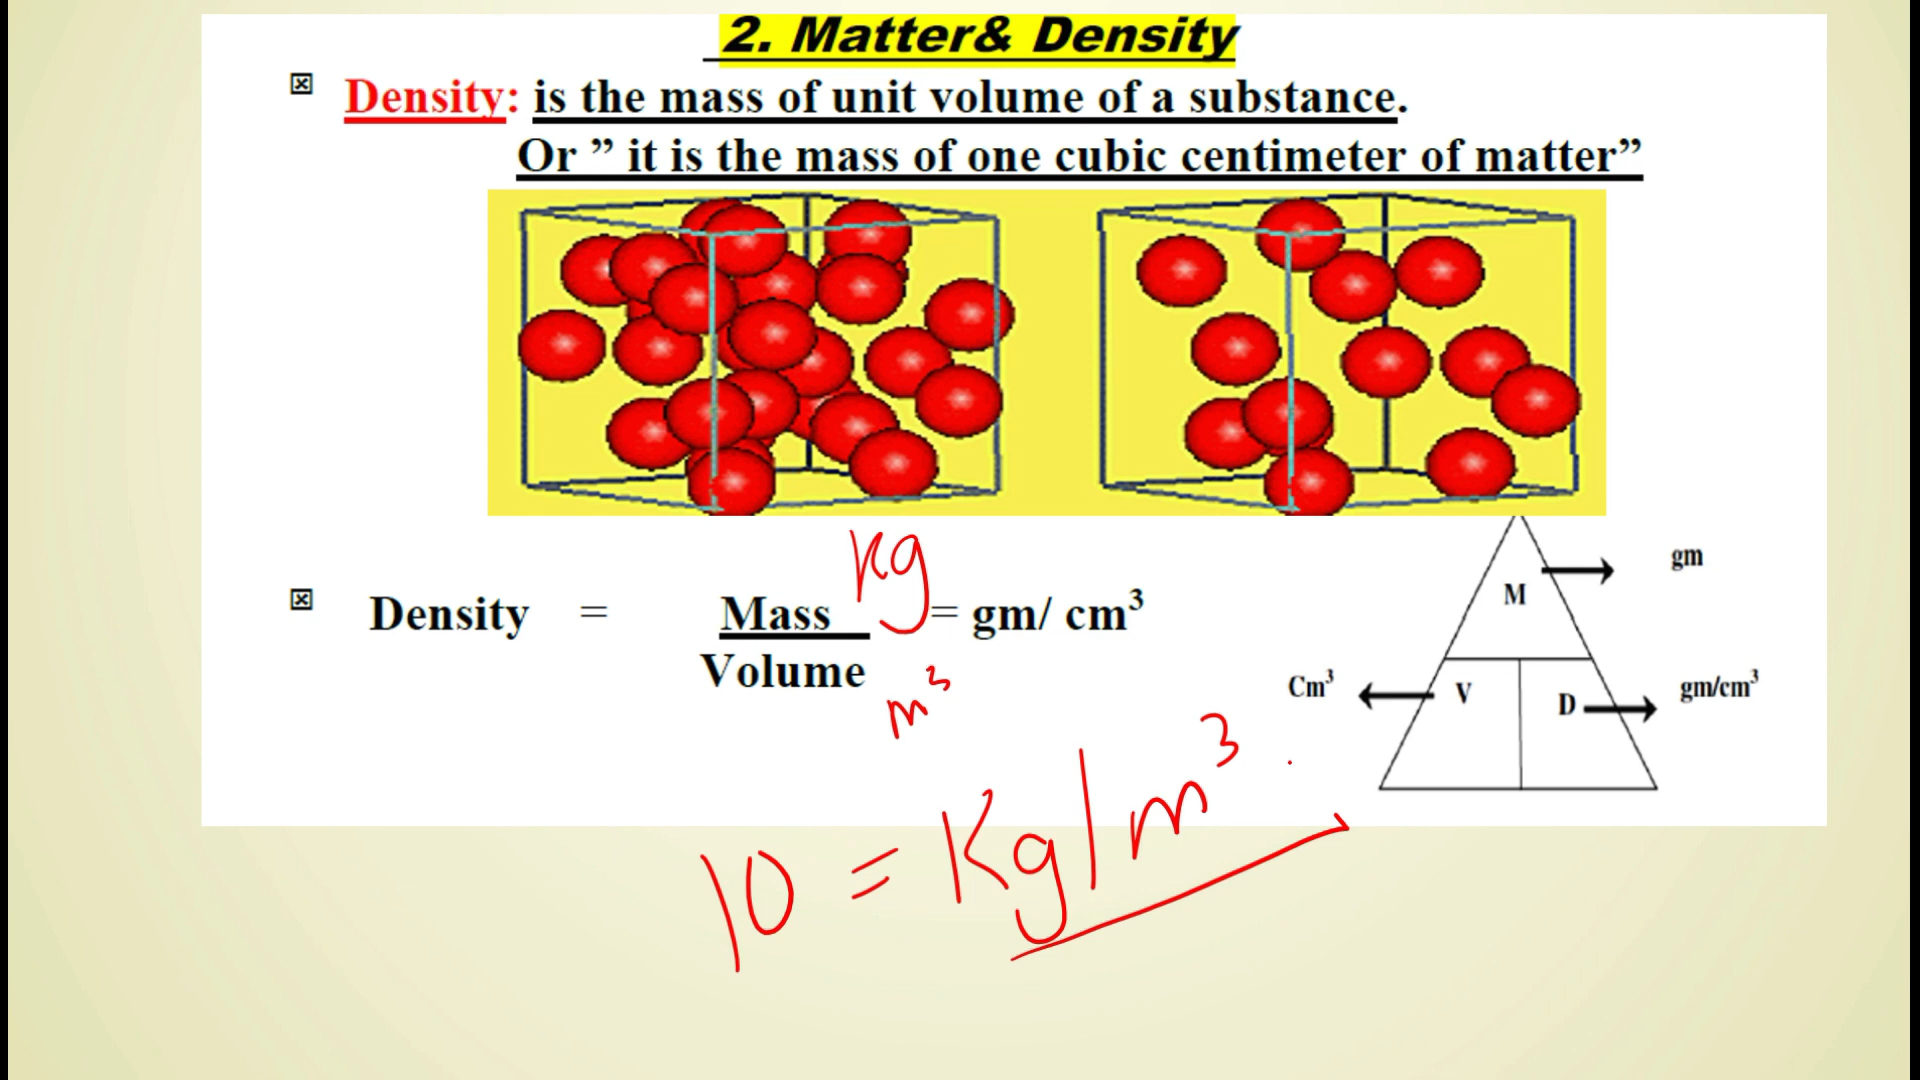 2. Matter& Density
Density: is the mass of unit volume of a substance.
Or ” it is the mass of one cubic centimeter of matter”
kg
Density = Mass = gm/ cm³
Volume
m³
M
gm
Cm³
V
D
gm/cm³
10 = Kg/m³